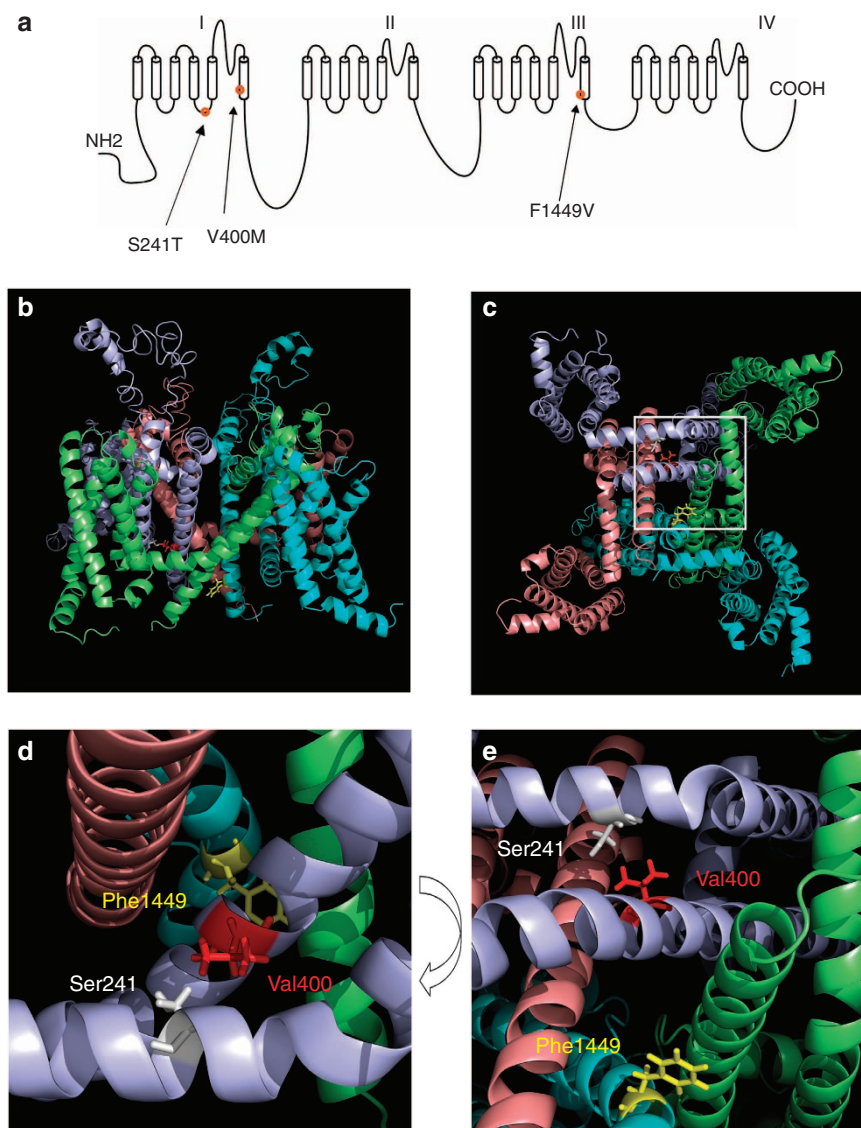 a
I II III IV
COOH
NH2
S241T
V400M
F1449V
b
c
d
Phe1449
Ser241
Val400
e
Ser241
Val400
Phe1449